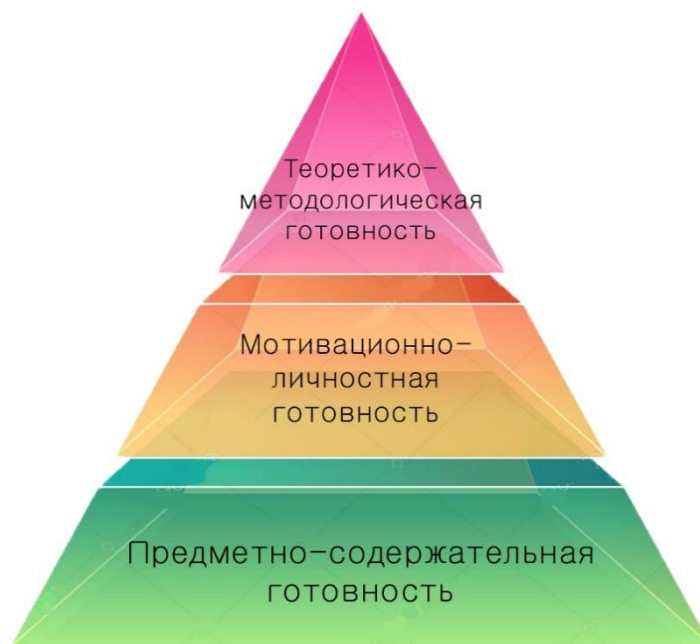 Теоретико-
методологическая
готовность
Мотивационно-
личностная
готовность
Предметно-содержательная
готовность